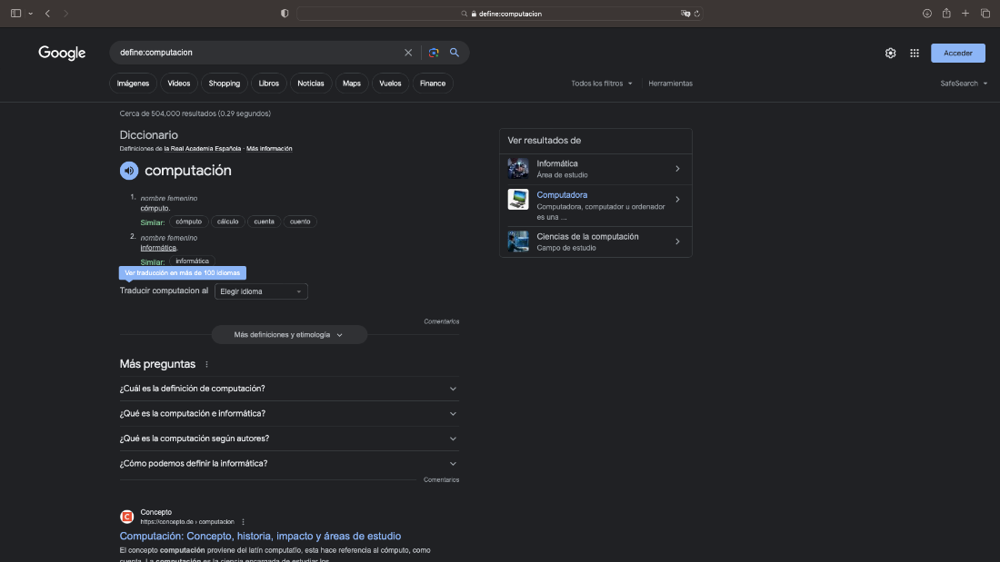 define:computacion
Google
define:computacion
Acceder
Imágenes
Videos
Shopping
Libros
Noticias
Maps
Vuelos
Finance
Todos los filtros
Herramientas
SafeSearch
Cerca de 504,000 resultados (0.29 segundos)
Diccionario
Definiciones de la Real Academia Española · Más información
computación
1. nombre femenino
cómputo.
Similar: cómputo cálculo cuenta cuento
2. nombre femenino
informática.
Similar: informática
Ver traducción en más de 100 idiomas
Traducir computacion al Elegir idioma
Comentarios
Más definiciones y etimología
Más preguntas
¿Cuál es la definición de computación?
¿Qué es la computación e informática?
¿Qué es la computación según autores?
¿Cómo podemos definir la informática?
Comentarios
Concepto
https://concepto.de › computacion
Computación: Concepto, historia, impacto y áreas de estudio
El concepto computación proviene del latín computatĭo, esta hace referencia al cómputo, como
cuenta. La computación es la ciencia encargada de estudiar los
Ver resultados de
Informática
Área de estudio
Computadora
Computadora, computador u ordenador
es una ...
Ciencias de la computación
Campo de estudio